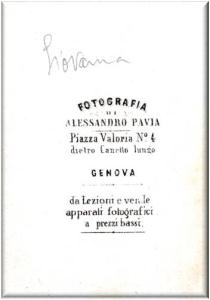 Giovanna
FOTOGRAFIA
DI
ALESSANDRO PAVIA
Piazza Valoria Nº 4
dietro Canetto lungo
GENOVA
da Lezioni e vende
apparati fotografici
a prezzi bassi.